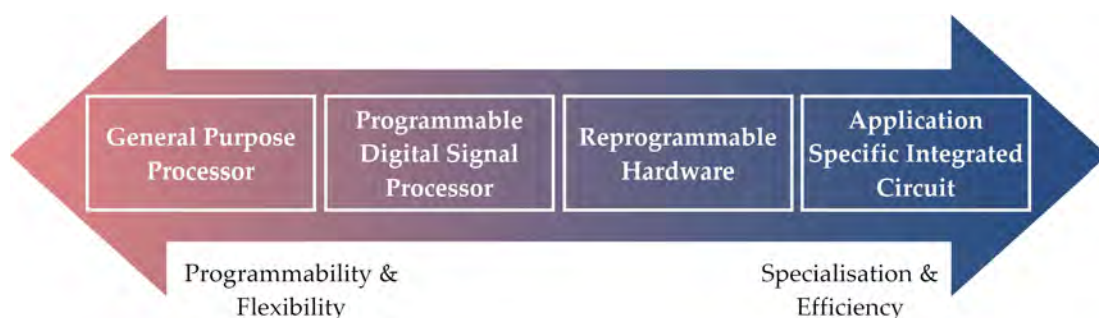 General Purpose
Processor
Programmable
Digital Signal
Processor
Reprogrammable
Hardware
Application
Specific Integrated
Circuit
Programmability &
Flexibility
Specialisation &
Efficiency